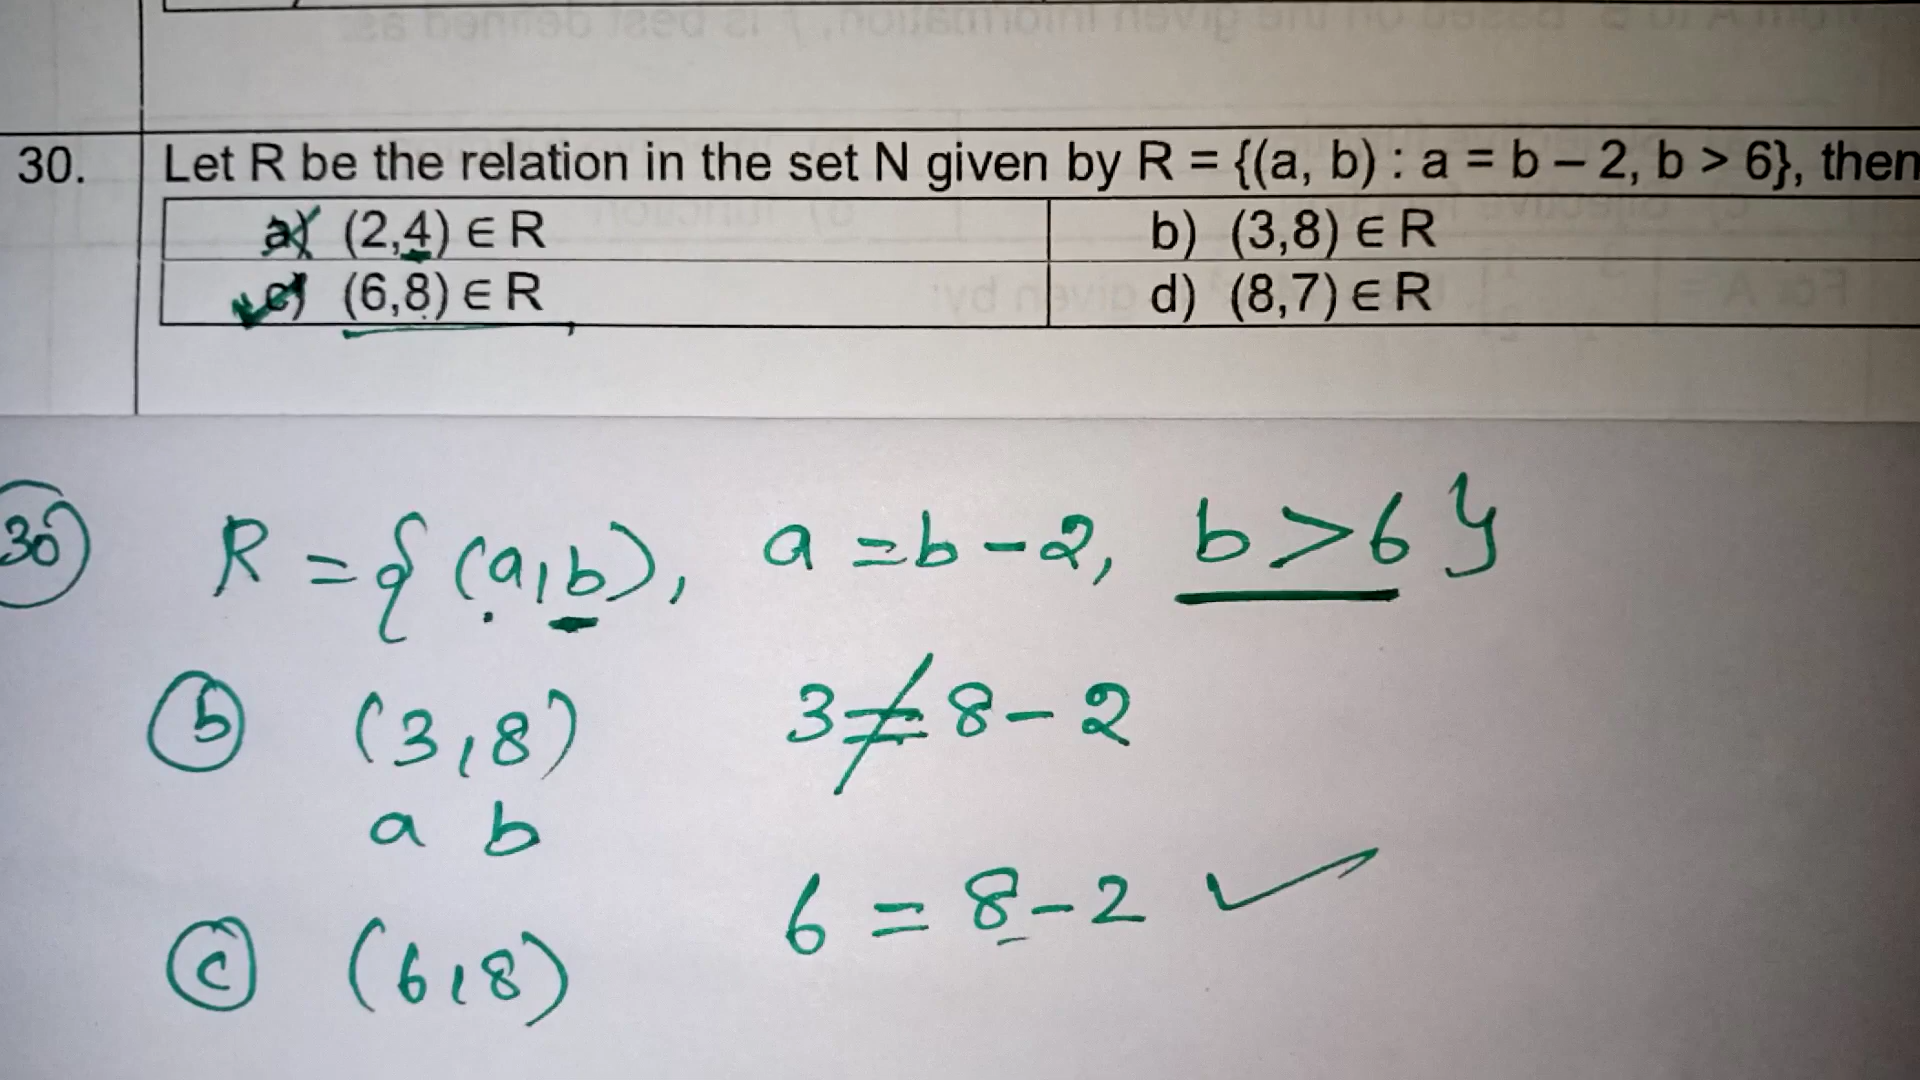 30. Let R be the relation in the set N given by R = {(a, b) : a = b – 2, b > 6}, then
a) (2,4) ∈ R b) (3,8) ∈ R
c) (6,8) ∈ R d) (8,7) ∈ R
30 R = { (a,b), a = b - 2, b > 6 }
b (3,8) 3 ≠ 8 - 2
a b
6 = 8 - 2 ✓
c (6,8)